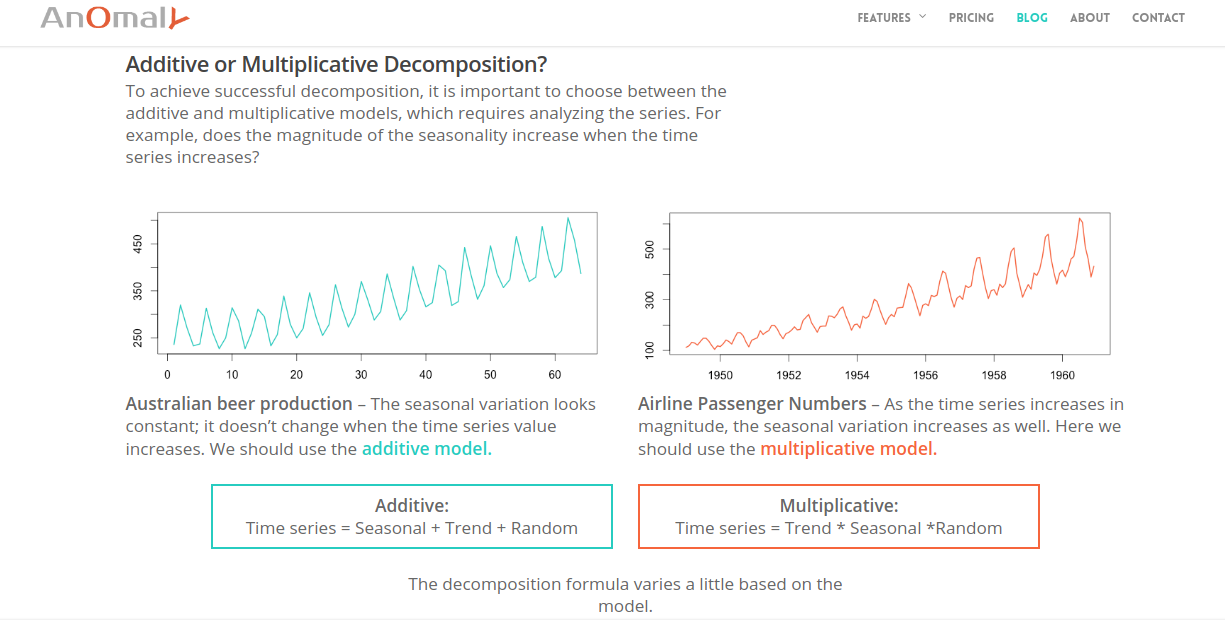 AnOmaly
FEATURES
PRICING
BLOG
ABOUT
CONTACT
Additive or Multiplicative Decomposition?
To achieve successful decomposition, it is important to choose between the
additive and multiplicative models, which requires analyzing the series. For
example, does the magnitude of the seasonality increase when the time
series increases?
450
350
250
0 10 20 30 40 50 60
500
300
100
1950 1952 1954 1956 1958 1960
Australian beer production – The seasonal variation looks
constant; it doesn’t change when the time series value
increases. We should use the additive model.
Airline Passenger Numbers – As the time series increases in
magnitude, the seasonal variation increases as well. Here we
should use the multiplicative model.
Additive:
Time series = Seasonal + Trend + Random
Multiplicative:
Time series = Trend * Seasonal *Random
The decomposition formula varies a little based on the
model.